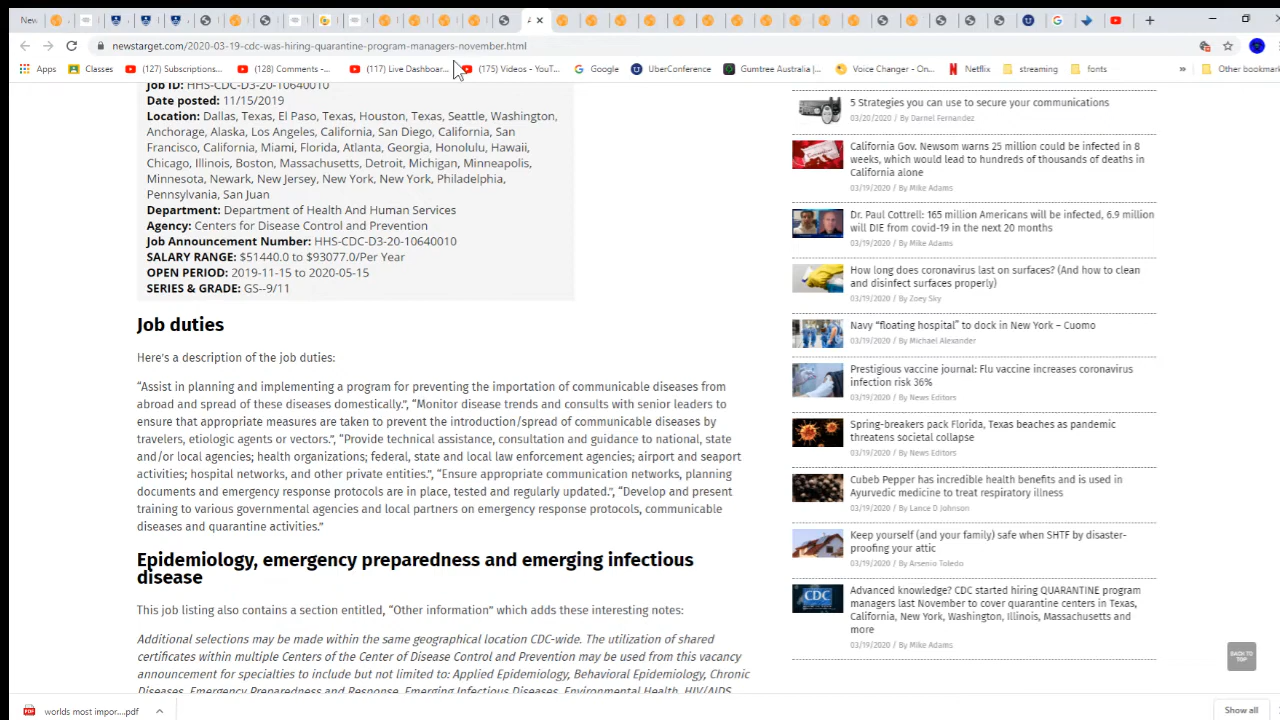 New
A
newstarget.com/2020-03-19-cdc-was-hiring-quarantine-program-managers-november.html
Apps
Classes
(127) Subscriptions...
(128) Comments -...
(117) Live Dashboar...
(175) Videos - YouT...
Google
UberConference
Gumtree Australia |...
Voice Changer - On...
Netflix
streaming
fonts
»
Other bookmark
Job ID: HHS-CDC-D3-20-10640010
Date posted: 11/15/2019
Location: Dallas, Texas, El Paso, Texas, Houston, Texas, Seattle, Washington,
Anchorage, Alaska, Los Angeles, California, San Diego, California, San
Francisco, California, Miami, Florida, Atlanta, Georgia, Honolulu, Hawaii,
Chicago, Illinois, Boston, Massachusetts, Detroit, Michigan, Minneapolis,
Minnesota, Newark, New Jersey, New York, New York, Philadelphia,
Pennsylvania, San Juan
Department: Department of Health And Human Services
Agency: Centers for Disease Control and Prevention
Job Announcement Number: HHS-CDC-D3-20-10640010
SALARY RANGE: $51440.0 to $93077.0/Per Year
OPEN PERIOD: 2019-11-15 to 2020-05-15
SERIES & GRADE: GS--9/11
Job duties
Here's a description of the job duties:
“Assist in planning and implementing a program for preventing the importation of communicable diseases from
abroad and spread of these diseases domestically.”, “Monitor disease trends and consults with senior leaders to
ensure that appropriate measures are taken to prevent the introduction/spread of communicable diseases by
travelers, etiologic agents or vectors.”, “Provide technical assistance, consultation and guidance to national, state
and/or local agencies; health organizations; federal, state and local law enforcement agencies; airport and seaport
activities; hospital networks, and other private entities.”, “Ensure appropriate communication networks, planning
documents and emergency response protocols are in place, tested and regularly updated.”, “Develop and present
training to various governmental agencies and local partners on emergency response protocols, communicable
diseases and quarantine activities.”
Epidemiology, emergency preparedness and emerging infectious
disease
This job listing also contains a section entitled, “Other information” which adds these interesting notes:
Additional selections may be made within the same geographical location CDC-wide. The utilization of shared
certificates within multiple Centers of the Center of Disease Control and Prevention may be used from this vacancy
announcement for specialties to include but not limited to: Applied Epidemiology, Behavioral Epidemiology, Chronic
Diseases, Emergency Preparedness and Response, Emerging Infectious Diseases, Environmental Health, HIV/AIDS,
5 Strategies you can use to secure your communications
03/20/2020 / By Darnel Fernandez
California Gov. Newsom warns 25 million could be infected in 8
weeks, which would lead to hundreds of thousands of deaths in
California alone
03/19/2020 / By Mike Adams
Dr. Paul Cottrell: 165 million Americans will be infected, 6.9 million
will DIE from covid-19 in the next 20 months
03/19/2020 / By Mike Adams
How long does coronavirus last on surfaces? (And how to clean
and disinfect surfaces properly)
03/19/2020 / By Zoey Sky
Navy “floating hospital” to dock in New York – Cuomo
03/19/2020 / By Michael Alexander
Prestigious vaccine journal: Flu vaccine increases coronavirus
infection risk 36%
03/19/2020 / By News Editors
Spring-breakers pack Florida, Texas beaches as pandemic
threatens societal collapse
03/19/2020 / By News Editors
Cubeb Pepper has incredible health benefits and is used in
Ayurvedic medicine to treat respiratory illness
03/19/2020 / By Lance D Johnson
Keep yourself (and your family) safe when SHTF by disaster-
proofing your attic
03/19/2020 / By Arsenio Toledo
CDC
Advanced knowledge? CDC started hiring QUARANTINE program
managers last November to cover quarantine centers in Texas,
California, New York, Washington, Illinois, Massachusetts and
more
03/19/2020 / By Mike Adams
BACK TO
TOP
PDF
worlds most impor....pdf
Show all